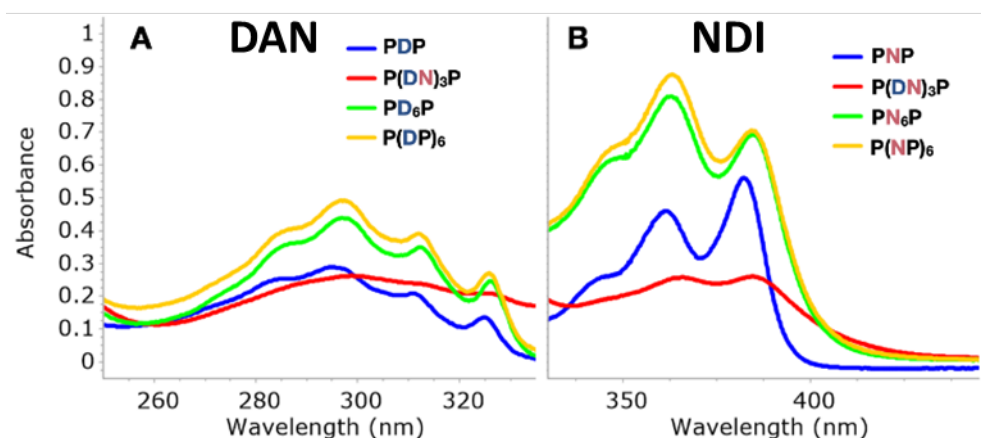 A DAN
PDP
P(DN)₃P
PD₆P
P(DP)₆
1
0.9
0.8
0.7
0.6
0.5
0.4
0.3
0.2
0.1
0
Absorbance
260 280 300 320
Wavelength (nm)
B NDI
PNP
P(DN)₃P
PN₆P
P(NP)₆
350 400
Wavelength (nm)